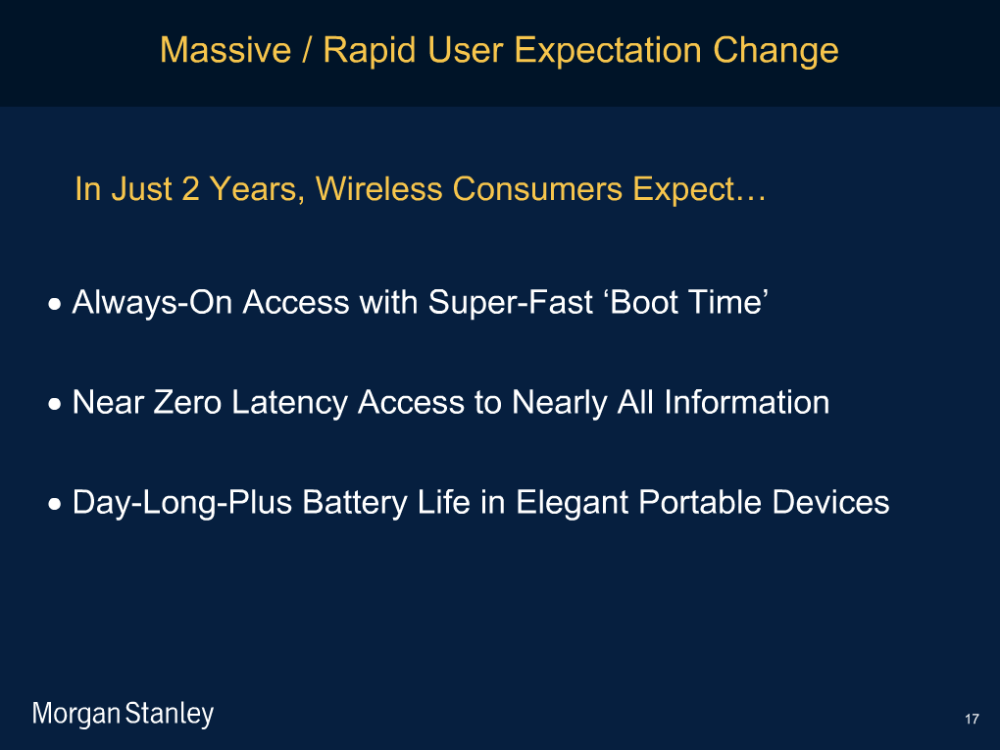 Massive / Rapid User Expectation Change
In Just 2 Years, Wireless Consumers Expect…
• Always-On Access with Super-Fast ‘Boot Time’
• Near Zero Latency Access to Nearly All Information
• Day-Long-Plus Battery Life in Elegant Portable Devices
Morgan Stanley
17